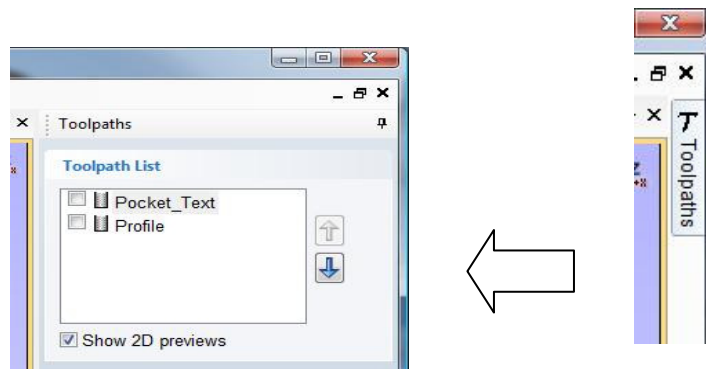 Toolpaths
Toolpath List
Pocket_Text
Profile
Show 2D previews
Toolpaths